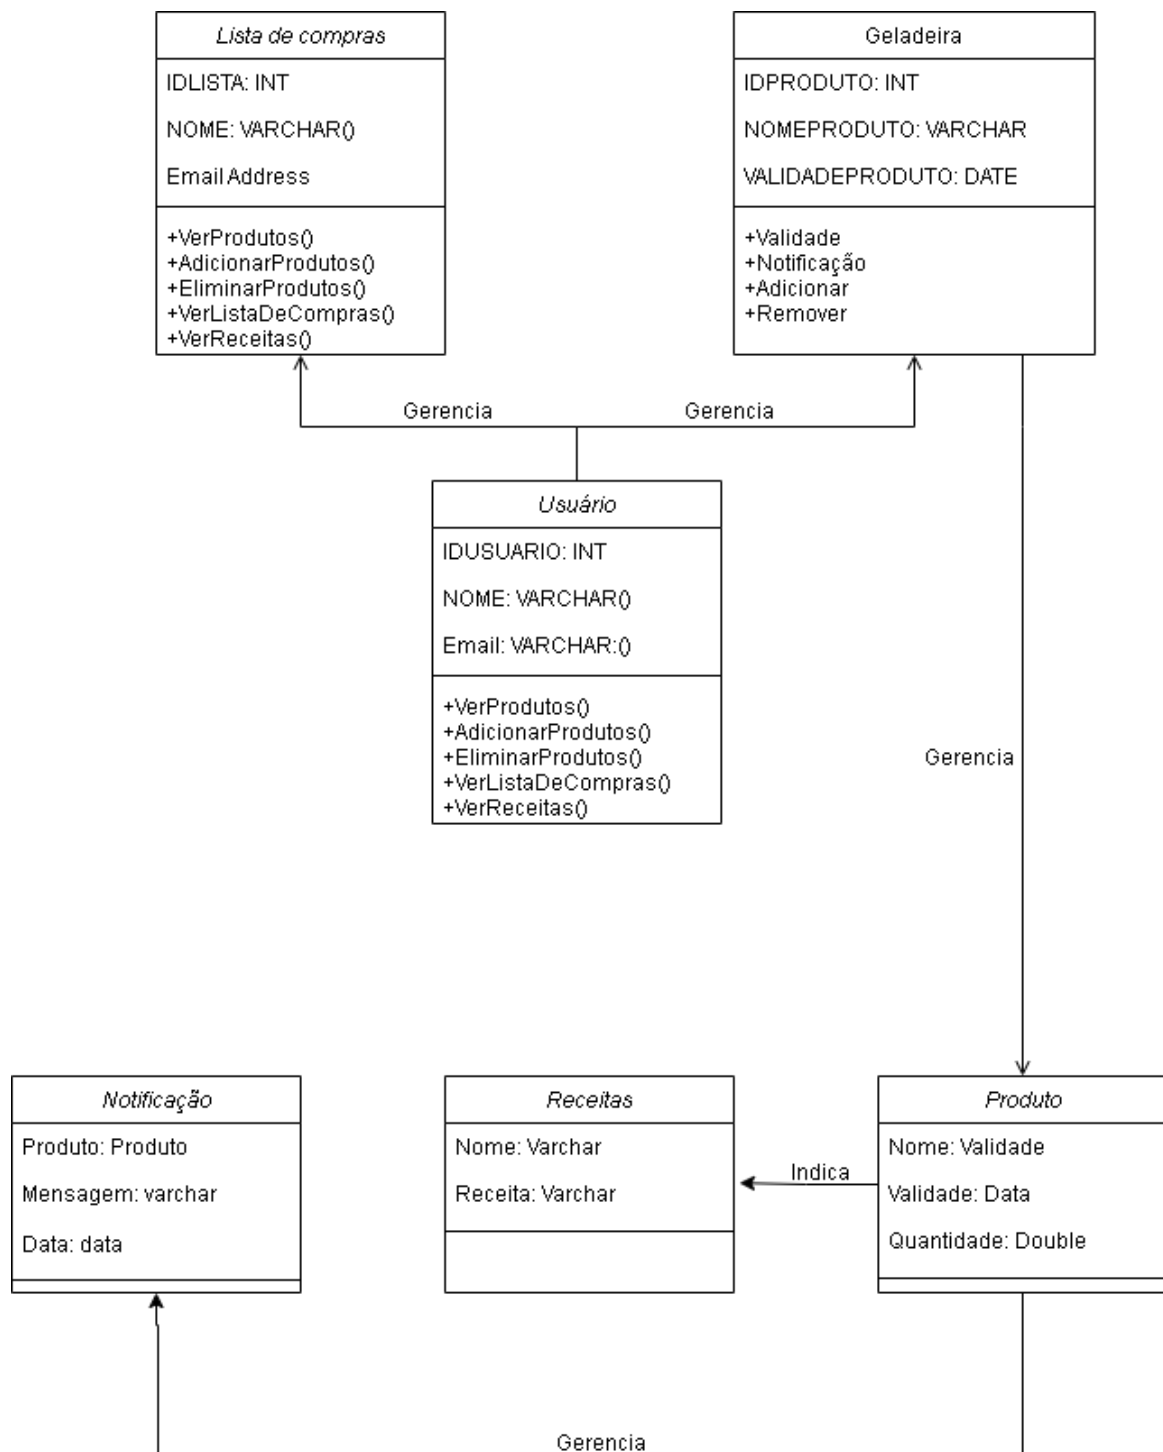 Lista de compras
IDLISTA: INT
NOME: VARCHAR()
Email Address
+VerProdutos()
+AdicionarProdutos()
+EliminarProdutos()
+VerListaDeCompras()
+VerReceitas()
Geladeira
IDPRODUTO: INT
NOMEPRODUTO: VARCHAR
VALIDADEPRODUTO: DATE
+Validade
+Notificação
+Adicionar
+Remover
Gerencia
Gerencia
Usuário
IDUSUARIO: INT
NOME: VARCHAR()
Email: VARCHAR:()
+VerProdutos()
+AdicionarProdutos()
+EliminarProdutos()
+VerListaDeCompras()
+VerReceitas()
Gerencia
Notificação
Produto: Produto
Mensagem: varchar
Data: data
Receitas
Nome: Varchar
Receita: Varchar
Indica
Produto
Nome: Validade
Validade: Data
Quantidade: Double
Gerencia